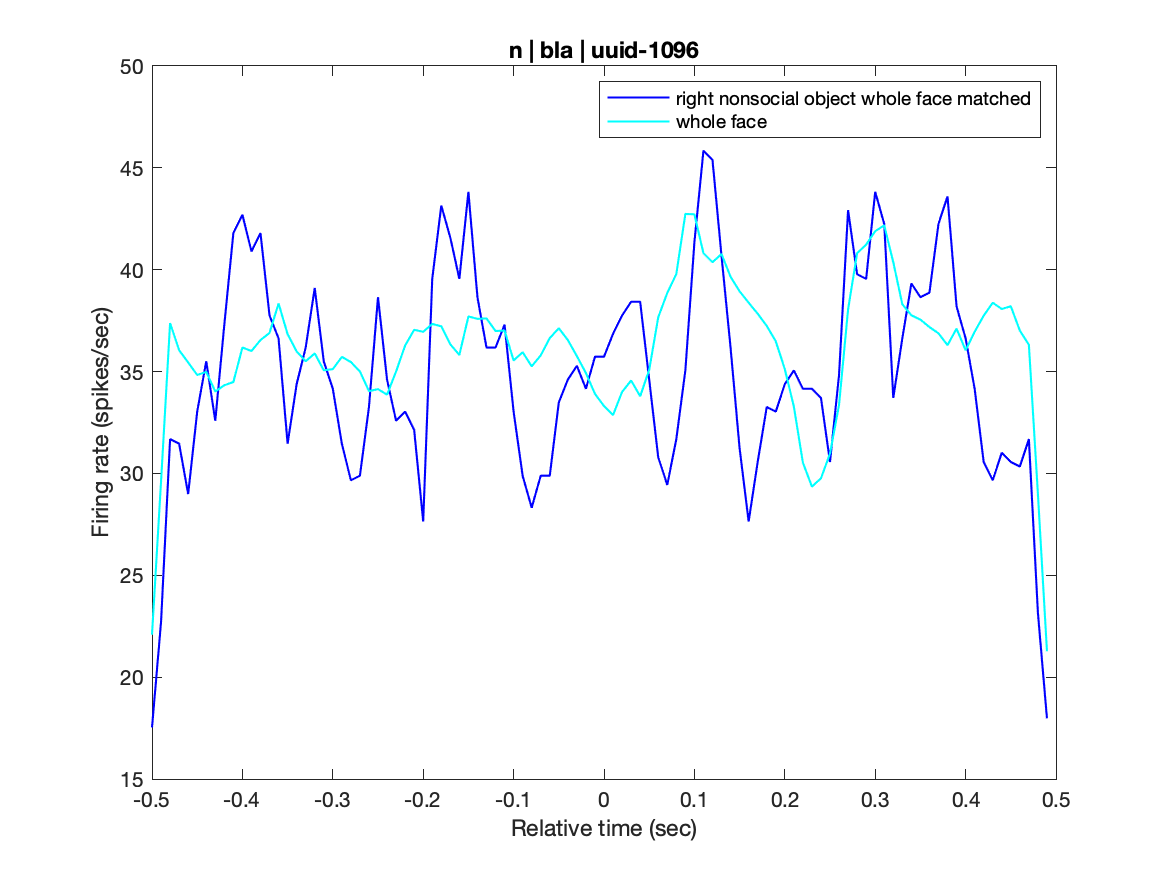 n | bla | uuid-1096
right nonsocial object whole face matched
whole face
50
45
40
35
30
25
20
15
Firing rate (spikes/sec)
-0.5 -0.4 -0.3 -0.2 -0.1 0 0.1 0.2 0.3 0.4 0.5
Relative time (sec)